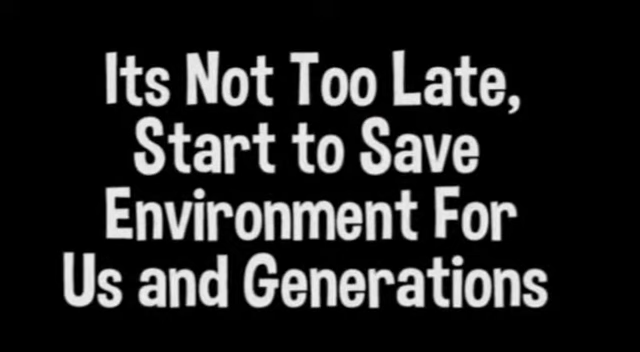 Its Not Too Late,
Start to Save
Environment For
Us and Generations